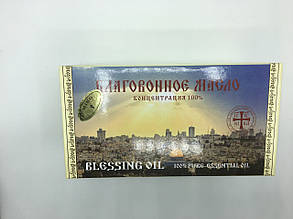 БЛАГОВОННОЕ МАСЛО
КОНЦЕНТРАЦИЯ 100%
BLESSING OIL
100% PURE ESSENTIAL OIL